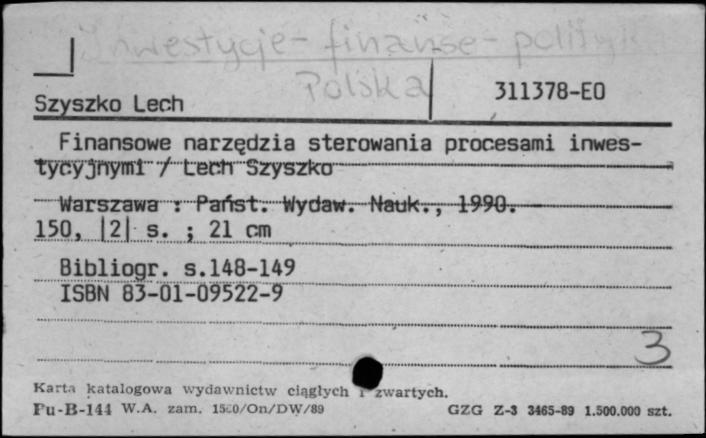 Inwestycje - finanse - polityka
Polska
311378-EO
Szyszko Lech
Finansowe narzędzia sterowania procesami inwes-
tycyjnymi / Lech Szyszko
Warszawa : Państ. Wydaw. Nauk., 1990.
150, |2| s. ; 21 cm
Bibliogr. s.148-149
ISBN 83-01-09522-9
3
Karta katalogowa wydawnictw ciągłych i zwartych.
Pu-B-144 W.A. zam. 1580/On/DW/89 GZG Z-3 3465-89 1.500.000 szt.